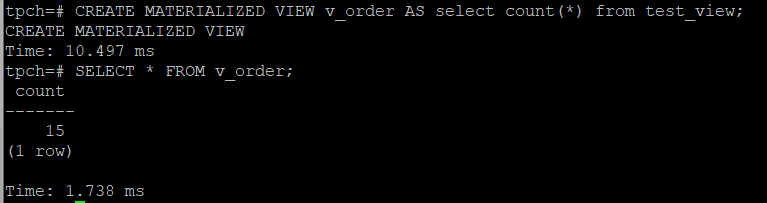 tpch=# CREATE MATERIALIZED VIEW v_order AS select count(*) from test_view;
CREATE MATERIALIZED VIEW
Time: 10.497 ms
tpch=# SELECT * FROM v_order;
 count
-------
    15
(1 row)

Time: 1.738 ms